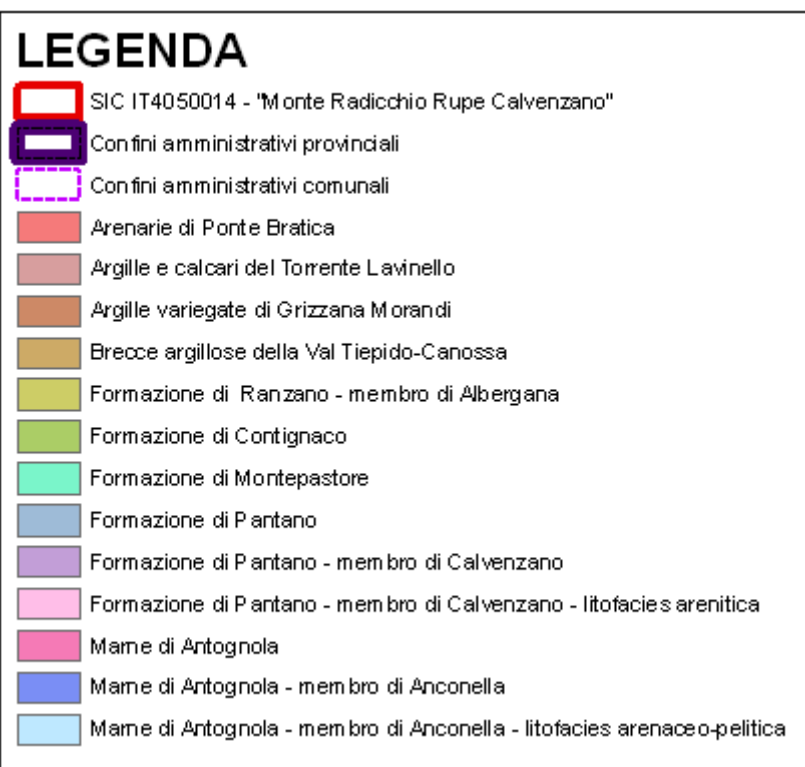 LEGENDA
SIC IT4050014 - "Monte Radicchio Rupe Calvenzano"
Confini amministrativi provinciali
Confini amministrativi comunali
Arenarie di Ponte Bratica
Argille e calcari del Torrente Lavinello
Argille variegate di Grizzana Morandi
Brecce argillose della Val Tiepido-Canossa
Formazione di Ranzano - membro di Albergana
Formazione di Contignaco
Formazione di Montepastore
Formazione di Pantano
Formazione di Pantano - membro di Calvenzano
Formazione di Pantano - membro di Calvenzano - litofacies arenitica
Marne di Antognola
Marne di Antognola - membro di Anconella
Marne di Antognola - membro di Anconella - litofacies arenaceo-pelitica